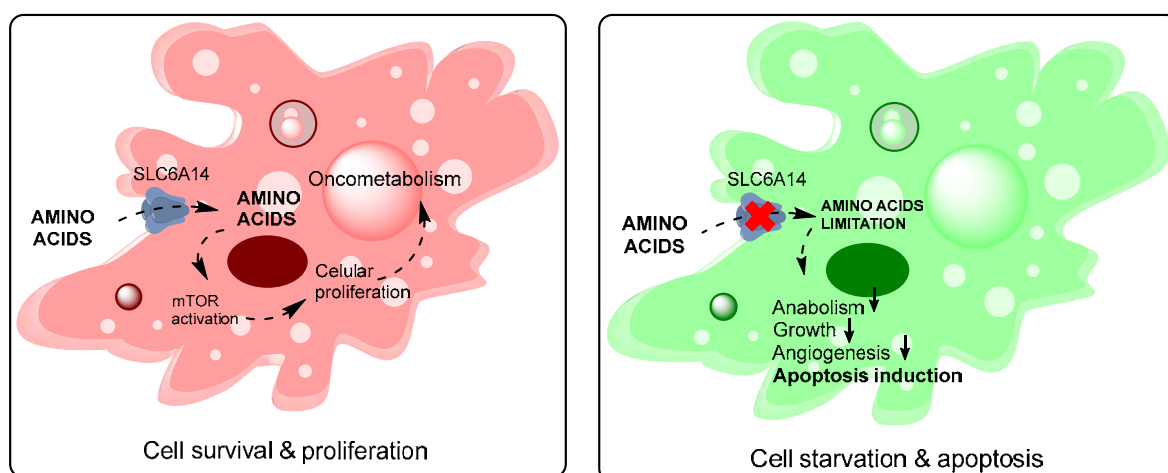 SLC6A14
AMINO
ACIDS
AMINO
ACIDS
Oncometabolism
mTOR
activation
Celular
proliferation
Cell survival & proliferation
SLC6A14
AMINO
ACIDS
AMINO ACIDS
LIMITATION
Anabolism
Growth
Angiogenesis
Apoptosis induction
Cell starvation & apoptosis